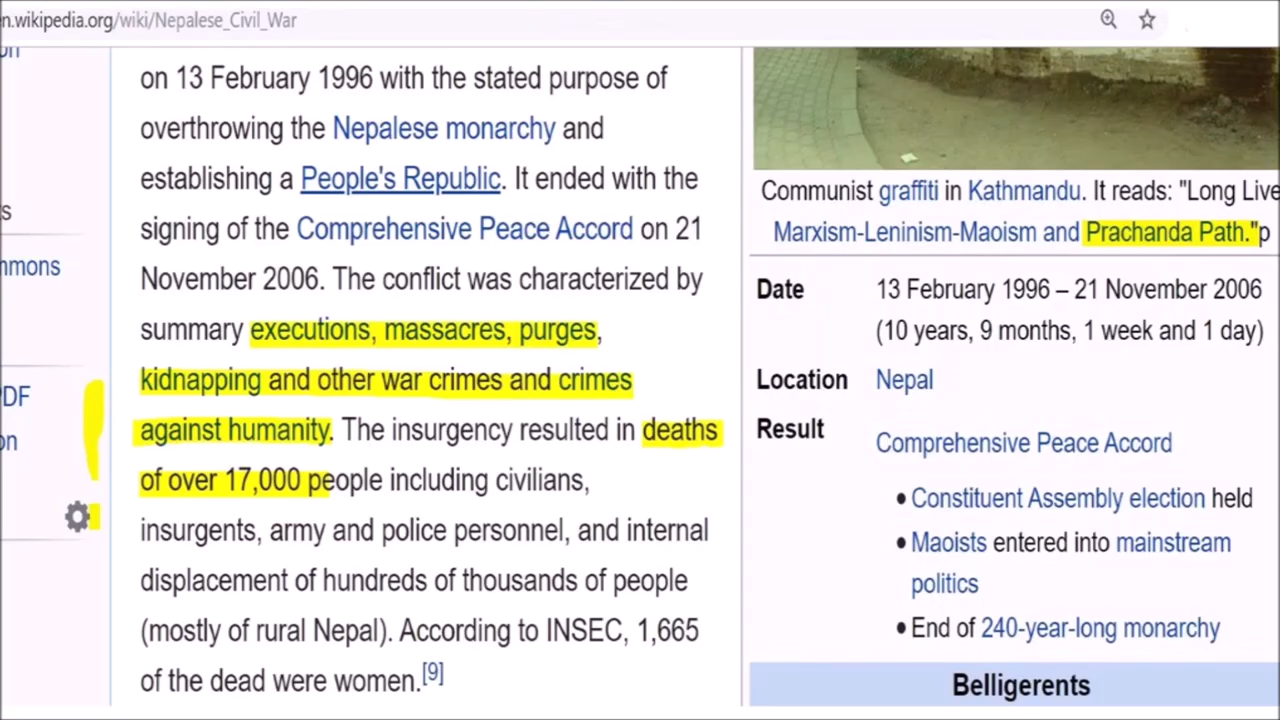 n.wikipedia.org/wiki/Nepalese_Civil_War
on 13 February 1996 with the stated purpose of
overthrowing the Nepalese monarchy and
establishing a People's Republic. It ended with the
signing of the Comprehensive Peace Accord on 21
November 2006. The conflict was characterized by
summary executions, massacres, purges,
kidnapping and other war crimes and crimes
against humanity. The insurgency resulted in deaths
of over 17,000 people including civilians,
insurgents, army and police personnel, and internal
displacement of hundreds of thousands of people
(mostly of rural Nepal). According to INSEC, 1,665
of the dead were women.[9]
s
mmons
PDF
on
Communist graffiti in Kathmandu. It reads: "Long Live
Marxism-Leninism-Maoism and Prachanda Path."p
Date 13 February 1996 – 21 November 2006
(10 years, 9 months, 1 week and 1 day)
Location Nepal
Result Comprehensive Peace Accord
• Constituent Assembly election held
• Maoists entered into mainstream
politics
• End of 240-year-long monarchy
Belligerents